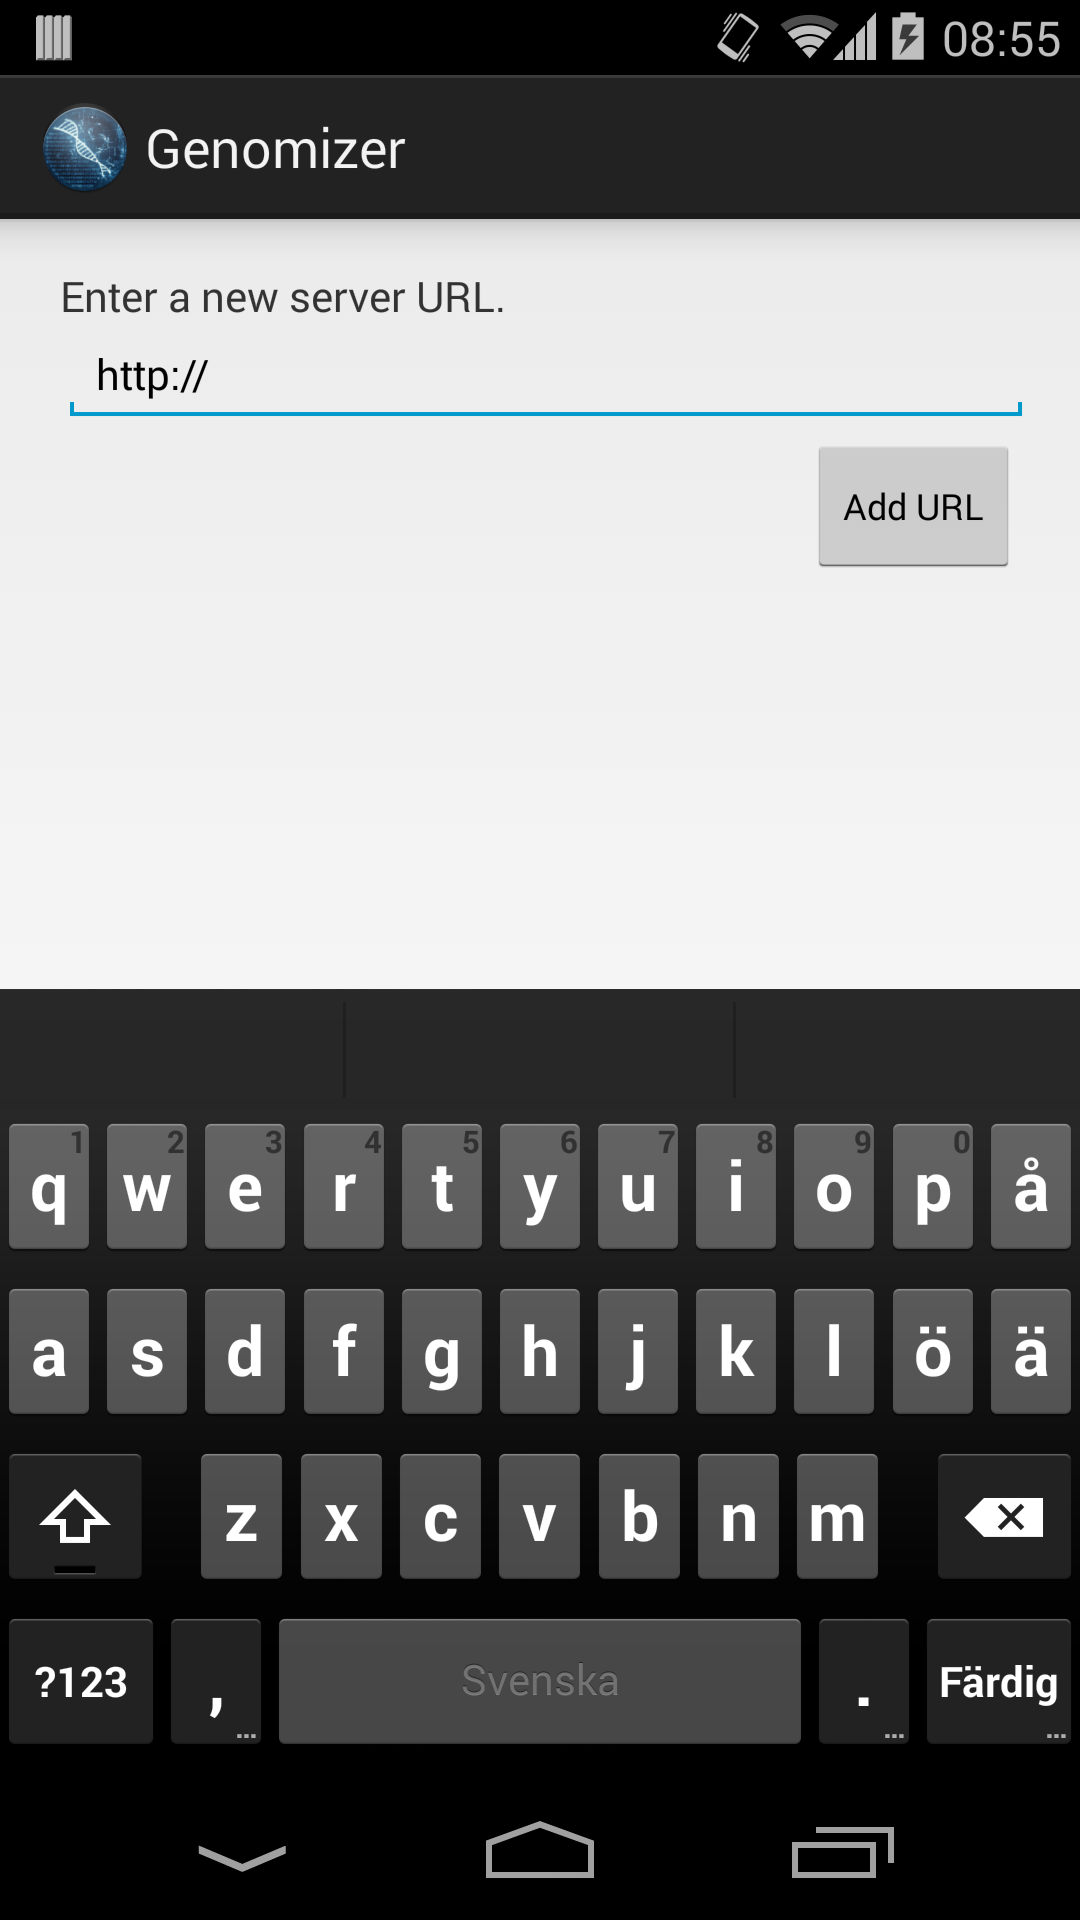 08:55
Genomizer
Enter a new server URL.
http://
Add URL
1 2 3 4 5 6 7 8 9 0
q w e r t y u i o p å
a s d f g h j k l ö ä
z x c v b n m
?123 , Svenska . Färdig